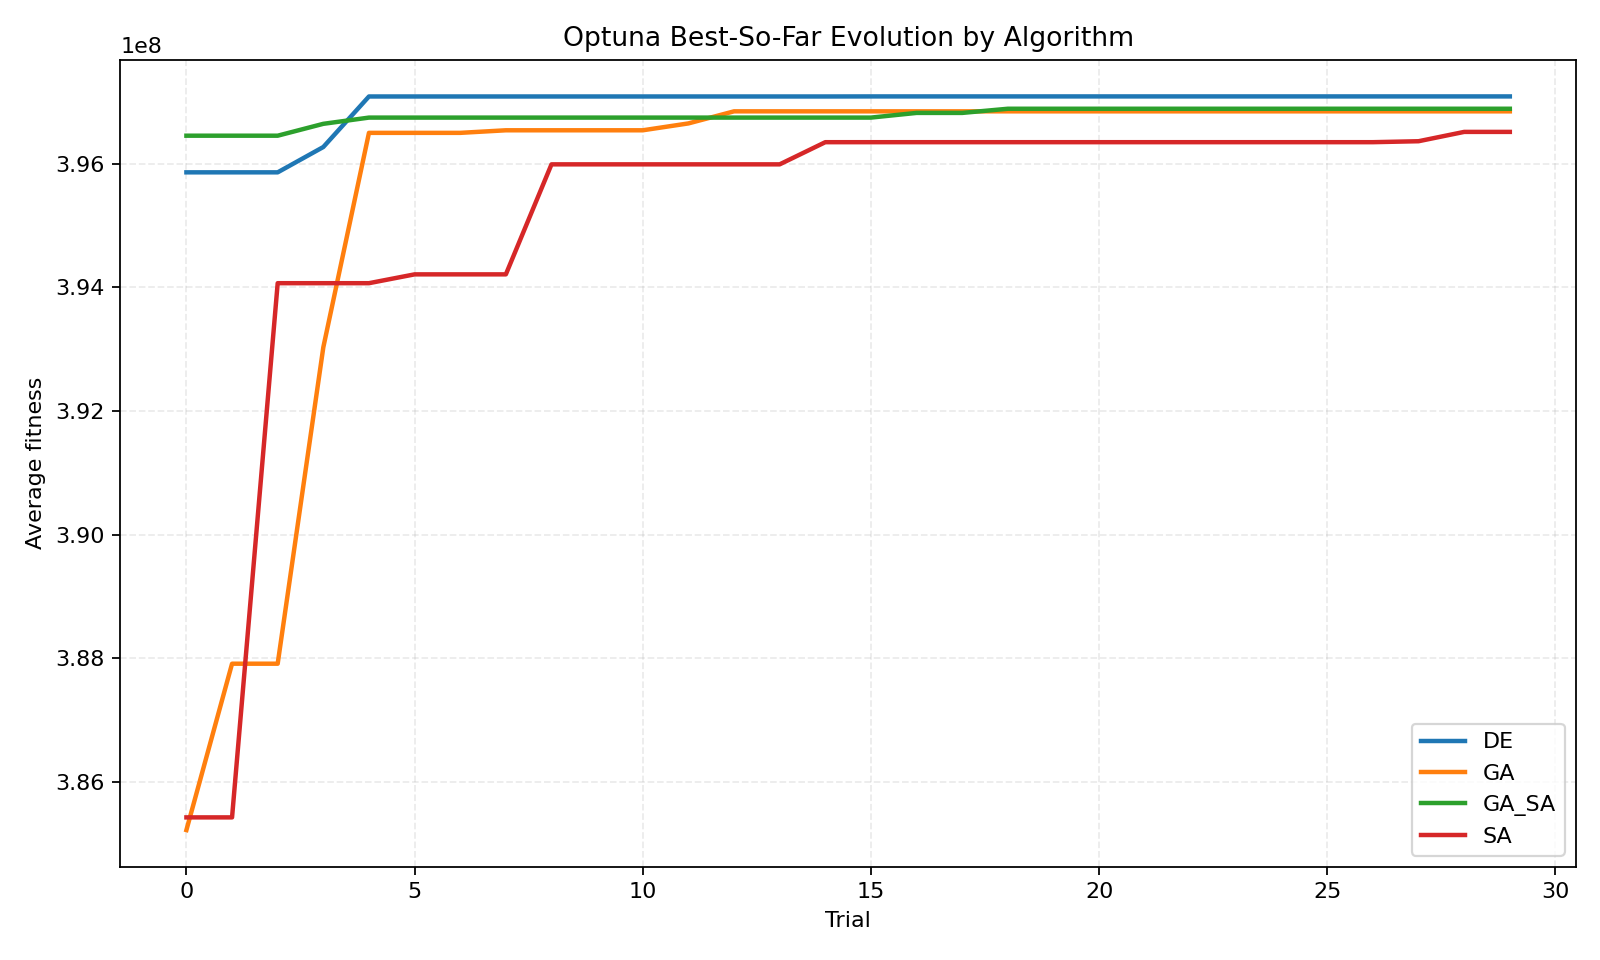 Optuna Best-So-Far Evolution by Algorithm
1e8
3.96
3.94
3.92
3.90
3.88
3.86
Average fitness
0 5 10 15 20 25 30
Trial
DE
GA
GA_SA
SA